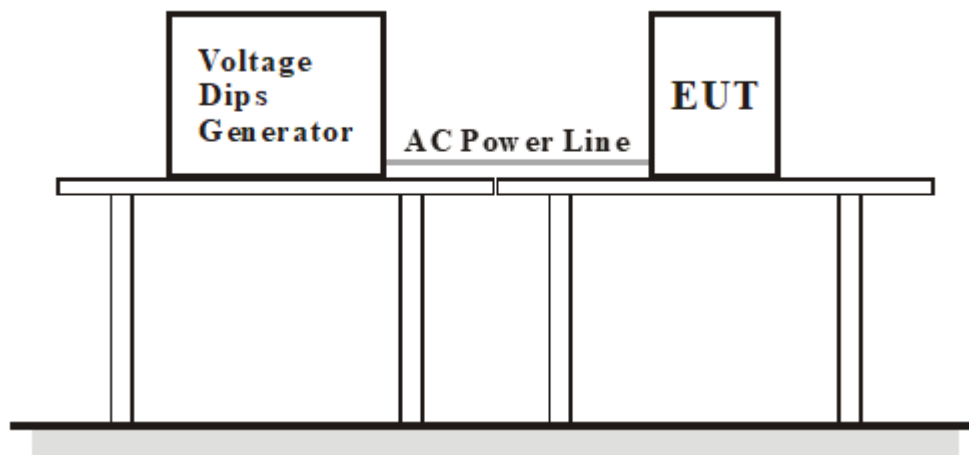 Voltage
Dips
Generator
AC Power Line
EUT